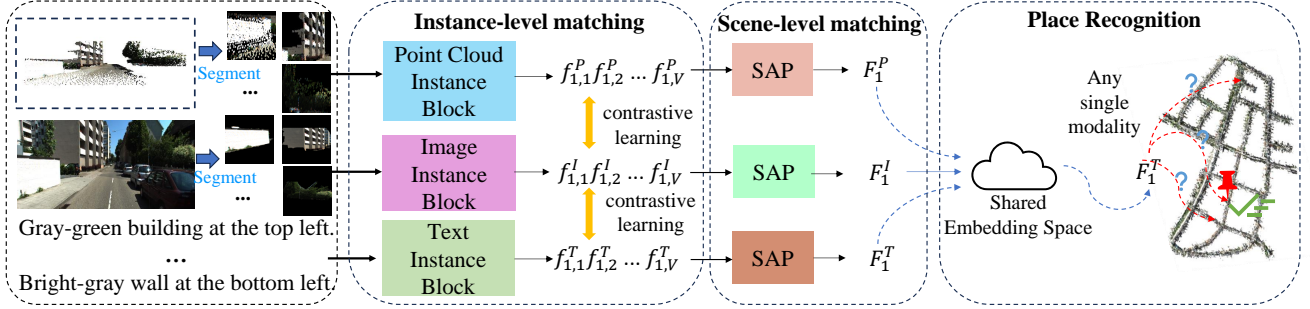 Segment
...
Segment
...
Gray-green building at the top left.
...
Bright-gray wall at the bottom left.
Instance-level matching
Point Cloud
Instance
Block
Image
Instance
Block
Text
Instance
Block
f^P_{1,1} f^P_{1,2} ... f^P_{1,V}
contrastive
learning
f^I_{1,1} f^I_{1,2} ... f^I_{1,V}
contrastive
learning
f^T_{1,1} f^T_{1,2} ... f^T_{1,V}
Scene-level matching
SAP
F^P_1
SAP
F^I_1
SAP
F^T_1
Place Recognition
Shared
Embedding Space
Any
single
modality
F^T_1
?
?
?